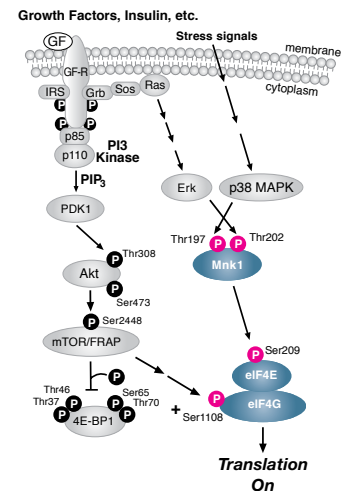 Growth Factors, Insulin, etc.
Stress signals
membrane
cytoplasm
GF
GF-R
IRS
Grb
Sos
Ras
P
P
P
P
p85
p110
PI3
Kinase
PIP3
PDK1
Erk
p38 MAPK
Thr197
P
P
Thr202
Mnk1
P
Thr308
Akt
P
Ser473
P
Ser2448
mTOR/FRAP
P
Thr46
Thr37
P
P
Ser65
Thr70
P
P
4E-BP1
P
Ser209
eIF4E
P
eIF4G
+
Ser1108
Translation
On